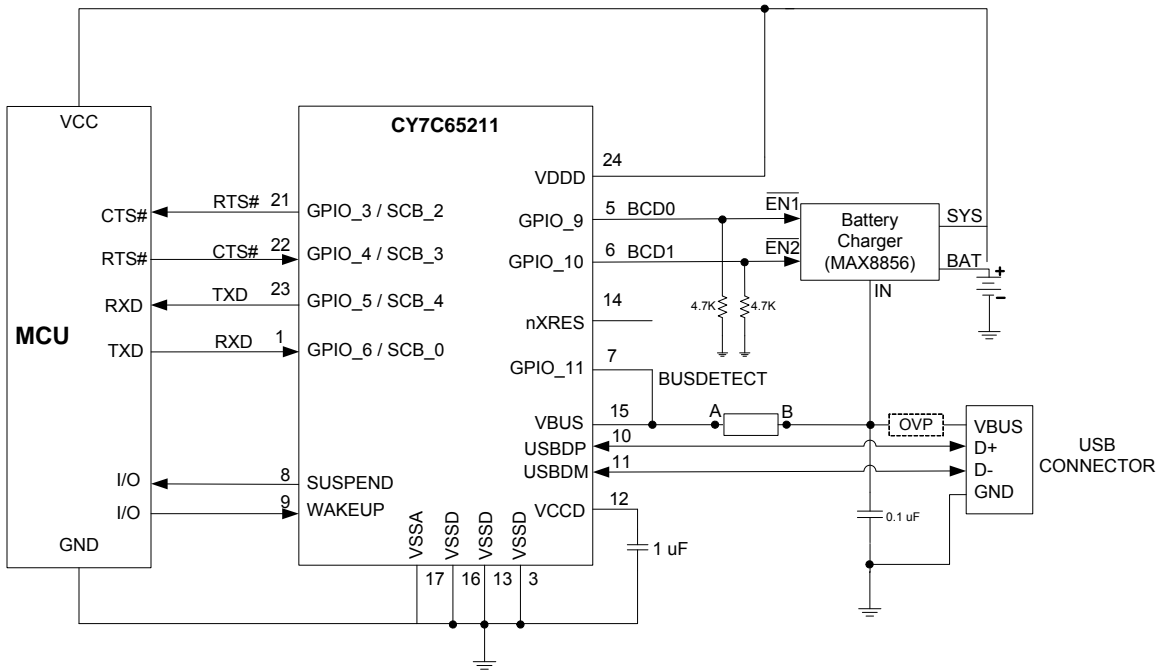 VCC
CY7C65211
24
VDDD
CTS#
RTS# 21
GPIO_3 / SCB_2
GPIO_9
5 BCD0
EN1
Battery
Charger
(MAX8856)
SYS
RTS#
CTS# 22
GPIO_4 / SCB_3
GPIO_10
6 BCD1
EN2
BAT
+
-
IN
RXD
TXD 23
GPIO_5 / SCB_4
nXRES
14
4.7K
4.7K
MCU
TXD
RXD 1
GPIO_6 / SCB_0
GPIO_11
7
BUSDETECT
VBUS
15
A
B
OVP
VBUS
USBDP
10
D+
USBDM
11
D-
GND
USB
CONNECTOR
I/O
8
SUSPEND
I/O
9
WAKEUP
VCCD
12
0.1 uF
1 uF
GND
VSSA
VSSD
VSSD
VSSD
17
16
13
3